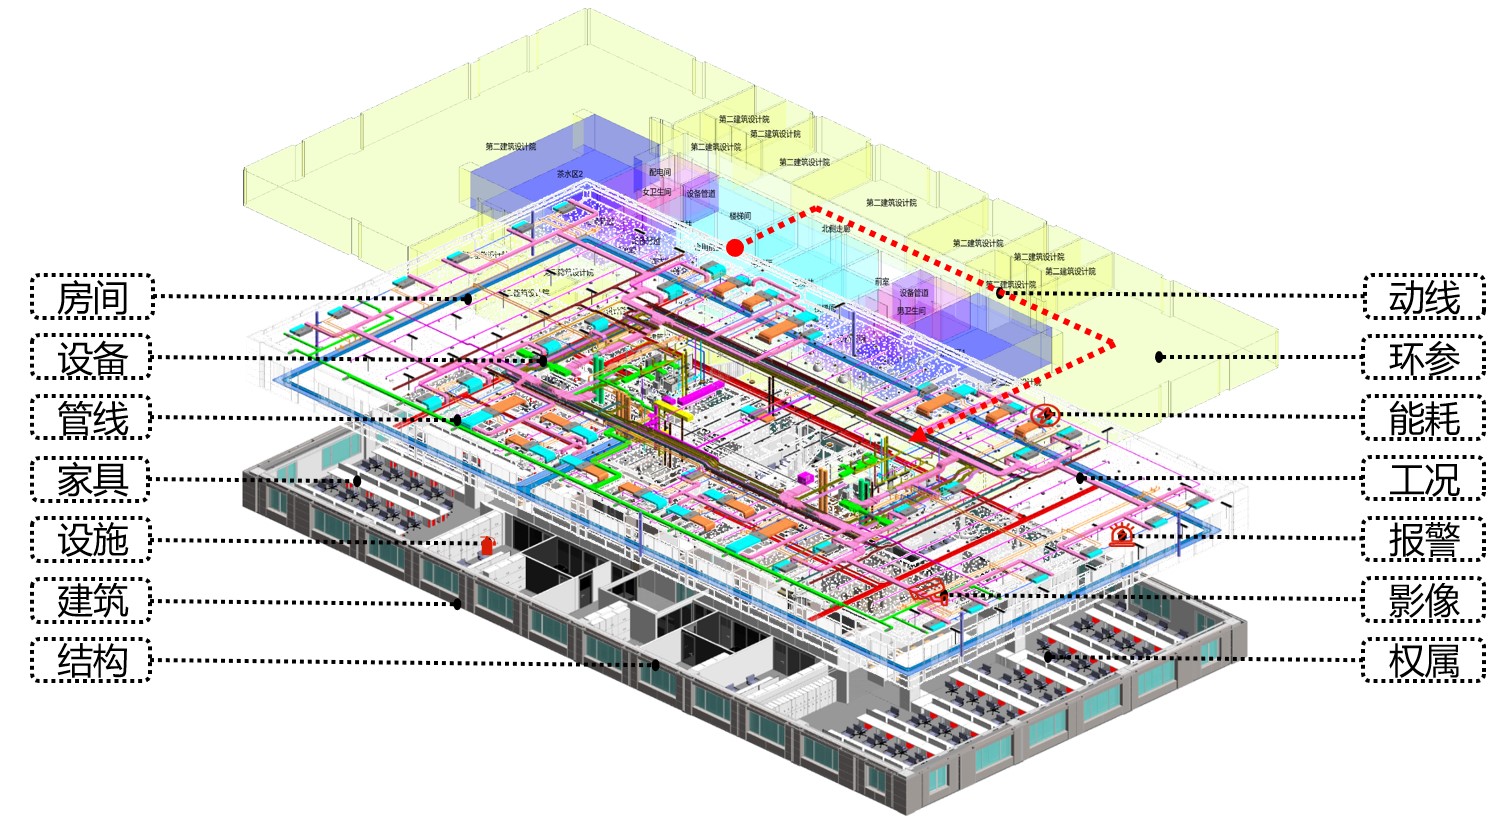 第二建筑设计院
第二建筑设计院
第二建筑设计院
第二建筑设计院
第二建筑设计院
配电间
茶水区2
女卫生间
设备管道
第二建筑设计院
楼梯间
北侧走廊
第二建筑设计院
第二建筑设计院
第二建筑设计院
前室
第二建筑设计院
设备管道
男卫生间
房间
设备
管线
家具
设施
建筑
结构
动线
环参
能耗
工况
报警
影像
权属